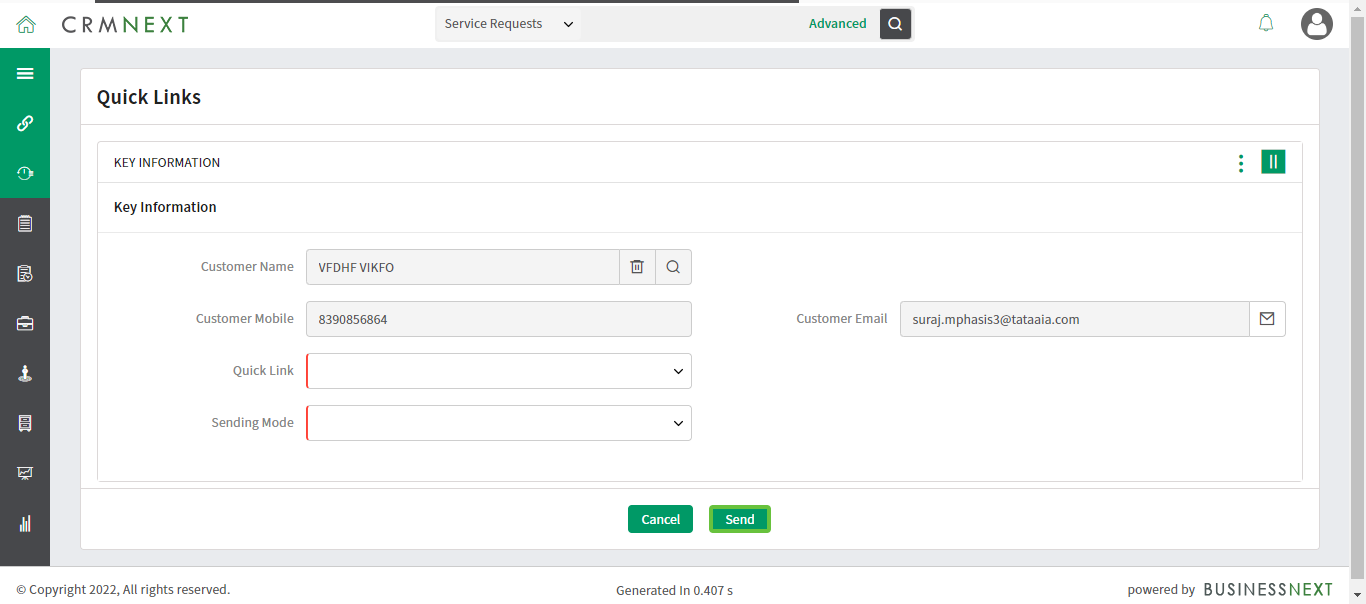 CRMNEXT
Service Requests
Advanced
Quick Links
KEY INFORMATION
Key Information
Customer Name
VFDHF VIKFO
Customer Mobile
8390856864
Customer Email
suraj.mphasis3@tataaia.com
Quick Link
Sending Mode
Cancel
Send
© Copyright 2022, All rights reserved.
Generated In 0.407 s
powered by BUSINESSNEXT